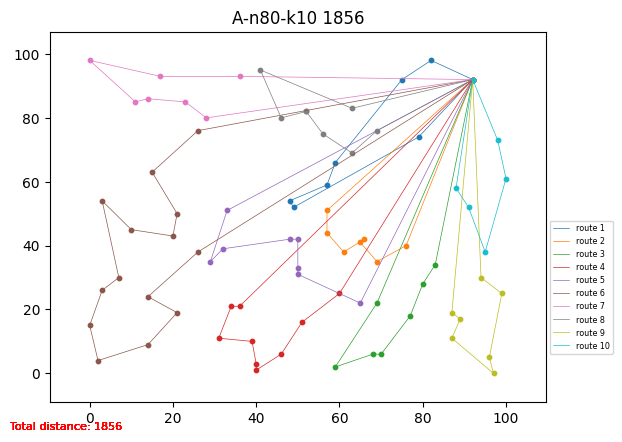 A-n80-k10 1856
100
80
60
40
20
0
0 20 40 60 80 100
route 1
route 2
route 3
route 4
route 5
route 6
route 7
route 8
route 9
route 10
Total distance: 1856